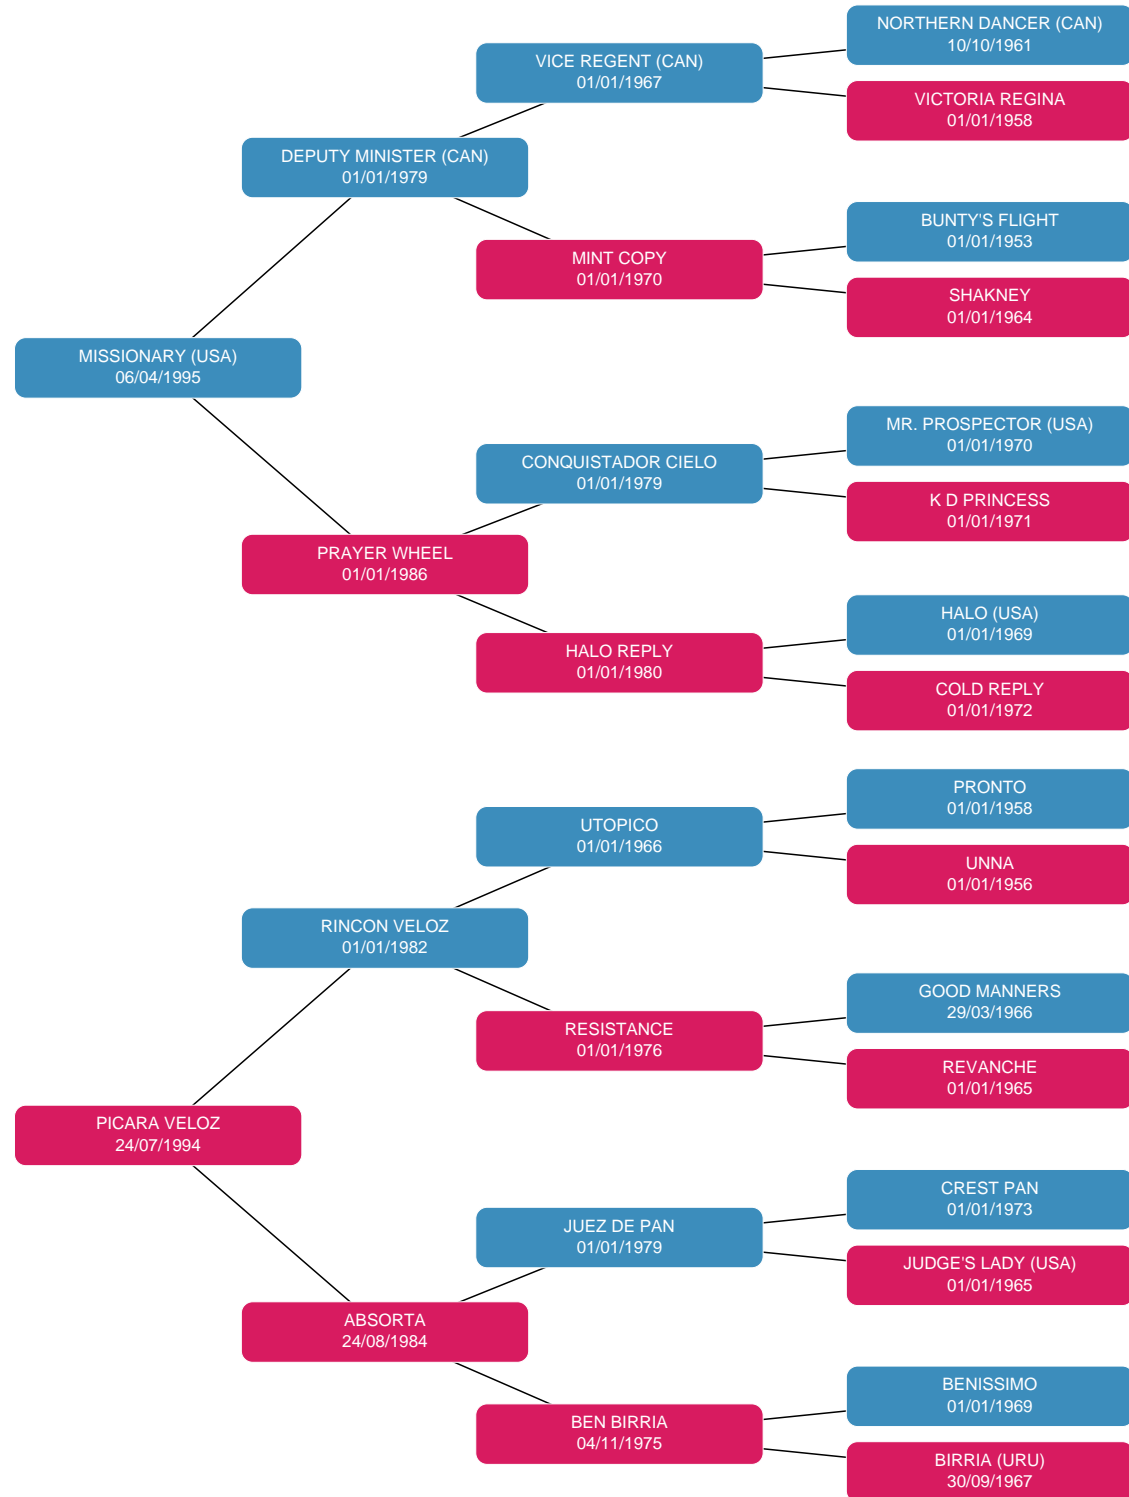 NORTHERN DANCER (CAN)
10/10/1961
VICE REGENT (CAN)
01/01/1967
VICTORIA REGINA
01/01/1958
DEPUTY MINISTER (CAN)
01/01/1979
BUNTY'S FLIGHT
01/01/1953
MINT COPY
01/01/1970
SHAKNEY
01/01/1964
MISSIONARY (USA)
06/04/1995
MR. PROSPECTOR (USA)
01/01/1970
CONQUISTADOR CIELO
01/01/1979
K D PRINCESS
01/01/1971
PRAYER WHEEL
01/01/1986
HALO (USA)
01/01/1969
HALO REPLY
01/01/1980
COLD REPLY
01/01/1972
PRONTO
01/01/1958
UTOPICO
01/01/1966
UNNA
01/01/1956
RINCON VELOZ
01/01/1982
GOOD MANNERS
29/03/1966
RESISTANCE
01/01/1976
REVANCHE
01/01/1965
PICARA VELOZ
24/07/1994
CREST PAN
01/01/1973
JUEZ DE PAN
01/01/1979
JUDGE'S LADY (USA)
01/01/1965
ABSORTA
24/08/1984
BENISSIMO
01/01/1969
BEN BIRRIA
04/11/1975
BIRRIA (URU)
30/09/1967